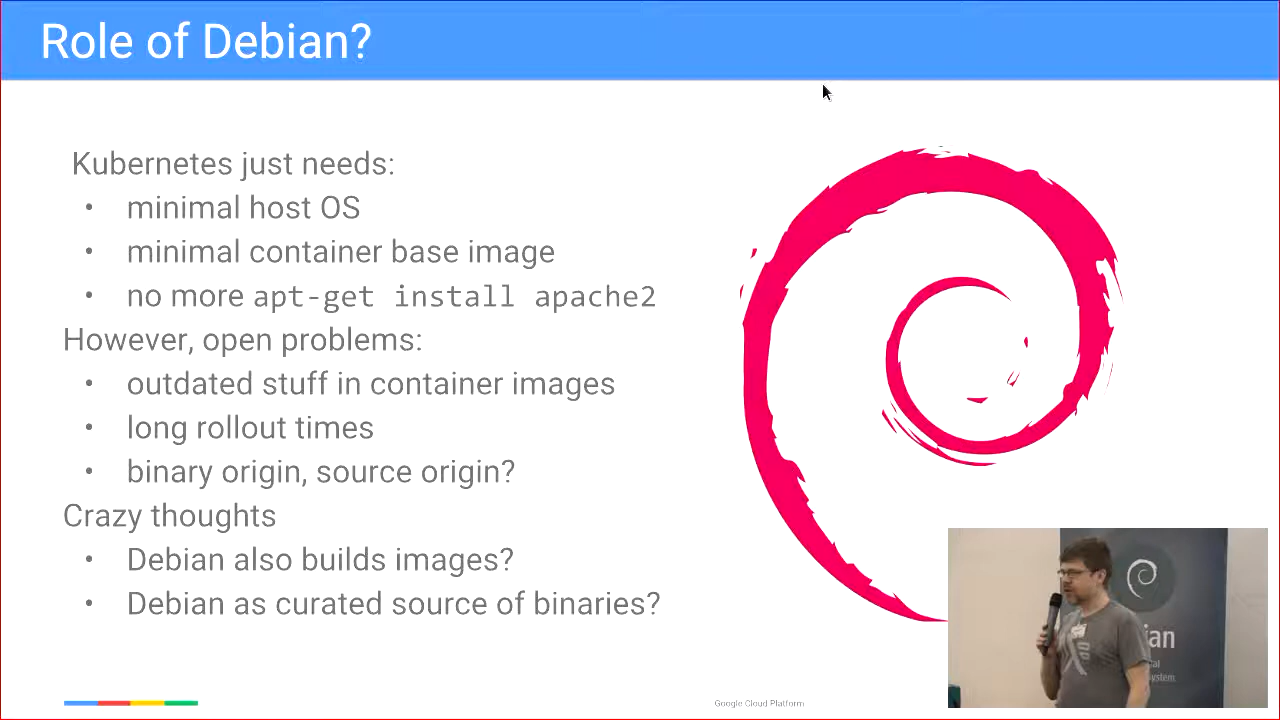 Role of Debian?
Kubernetes just needs:
• minimal host OS
• minimal container base image
• no more apt-get install apache2
However, open problems:
• outdated stuff in container images
• long rollout times
• binary origin, source origin?
Crazy thoughts
• Debian also builds images?
• Debian as curated source of binaries?
Google Cloud Platform
ian